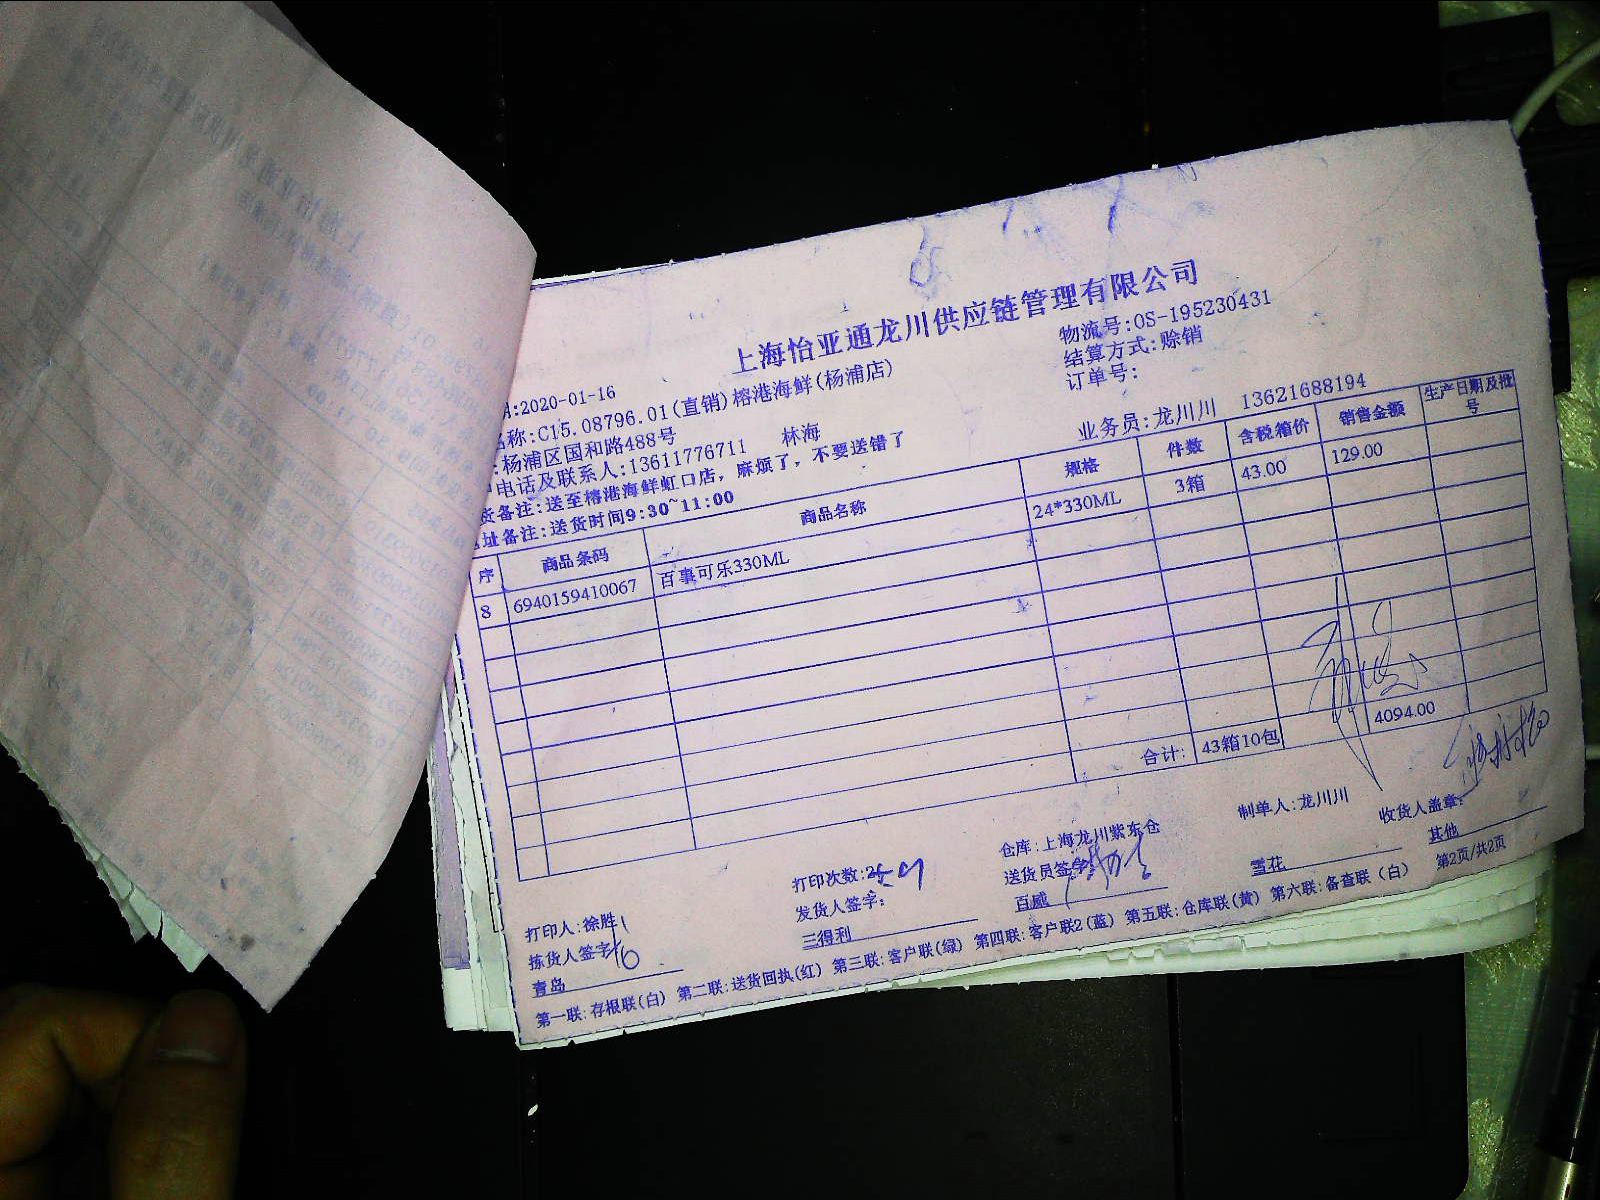 上海怡亚通龙川供应链管理有限公司
:2020-01-16
物流号:OS-195230431
称:C15.08796.01(直销)榕港海鲜(杨浦店)
结算方式:赊销
:杨浦区国和路488号
订单号:
电话及联系人:13611776711 林海
业务员:龙川川 13621688194
货备注:送至榕港海鲜虹口店，麻烦了，不要送错了
址备注:送货时间9:30~11:00
序 商品条码 商品名称 规格 件数 含税箱价 销售金额 生产日期及批号
8 6940159410067 百事可乐330ML 24*330ML 3箱 43.00 129.00
合计: 43箱10包 4094.00
打印人:徐胜 打印次数: 仓库:上海龙川紫东仓 制单人:龙川川 收货人盖章:
拣货人签字 发货人签字: 送货员签字
青岛 三得利 百威 雪花 其他
第一联:存根联(白) 第二联:送货回执(红) 第三联:客户联(绿) 第四联:客户联2(蓝) 第五联:仓库联(黄) 第六联:备查联(白) 第2页/共2页